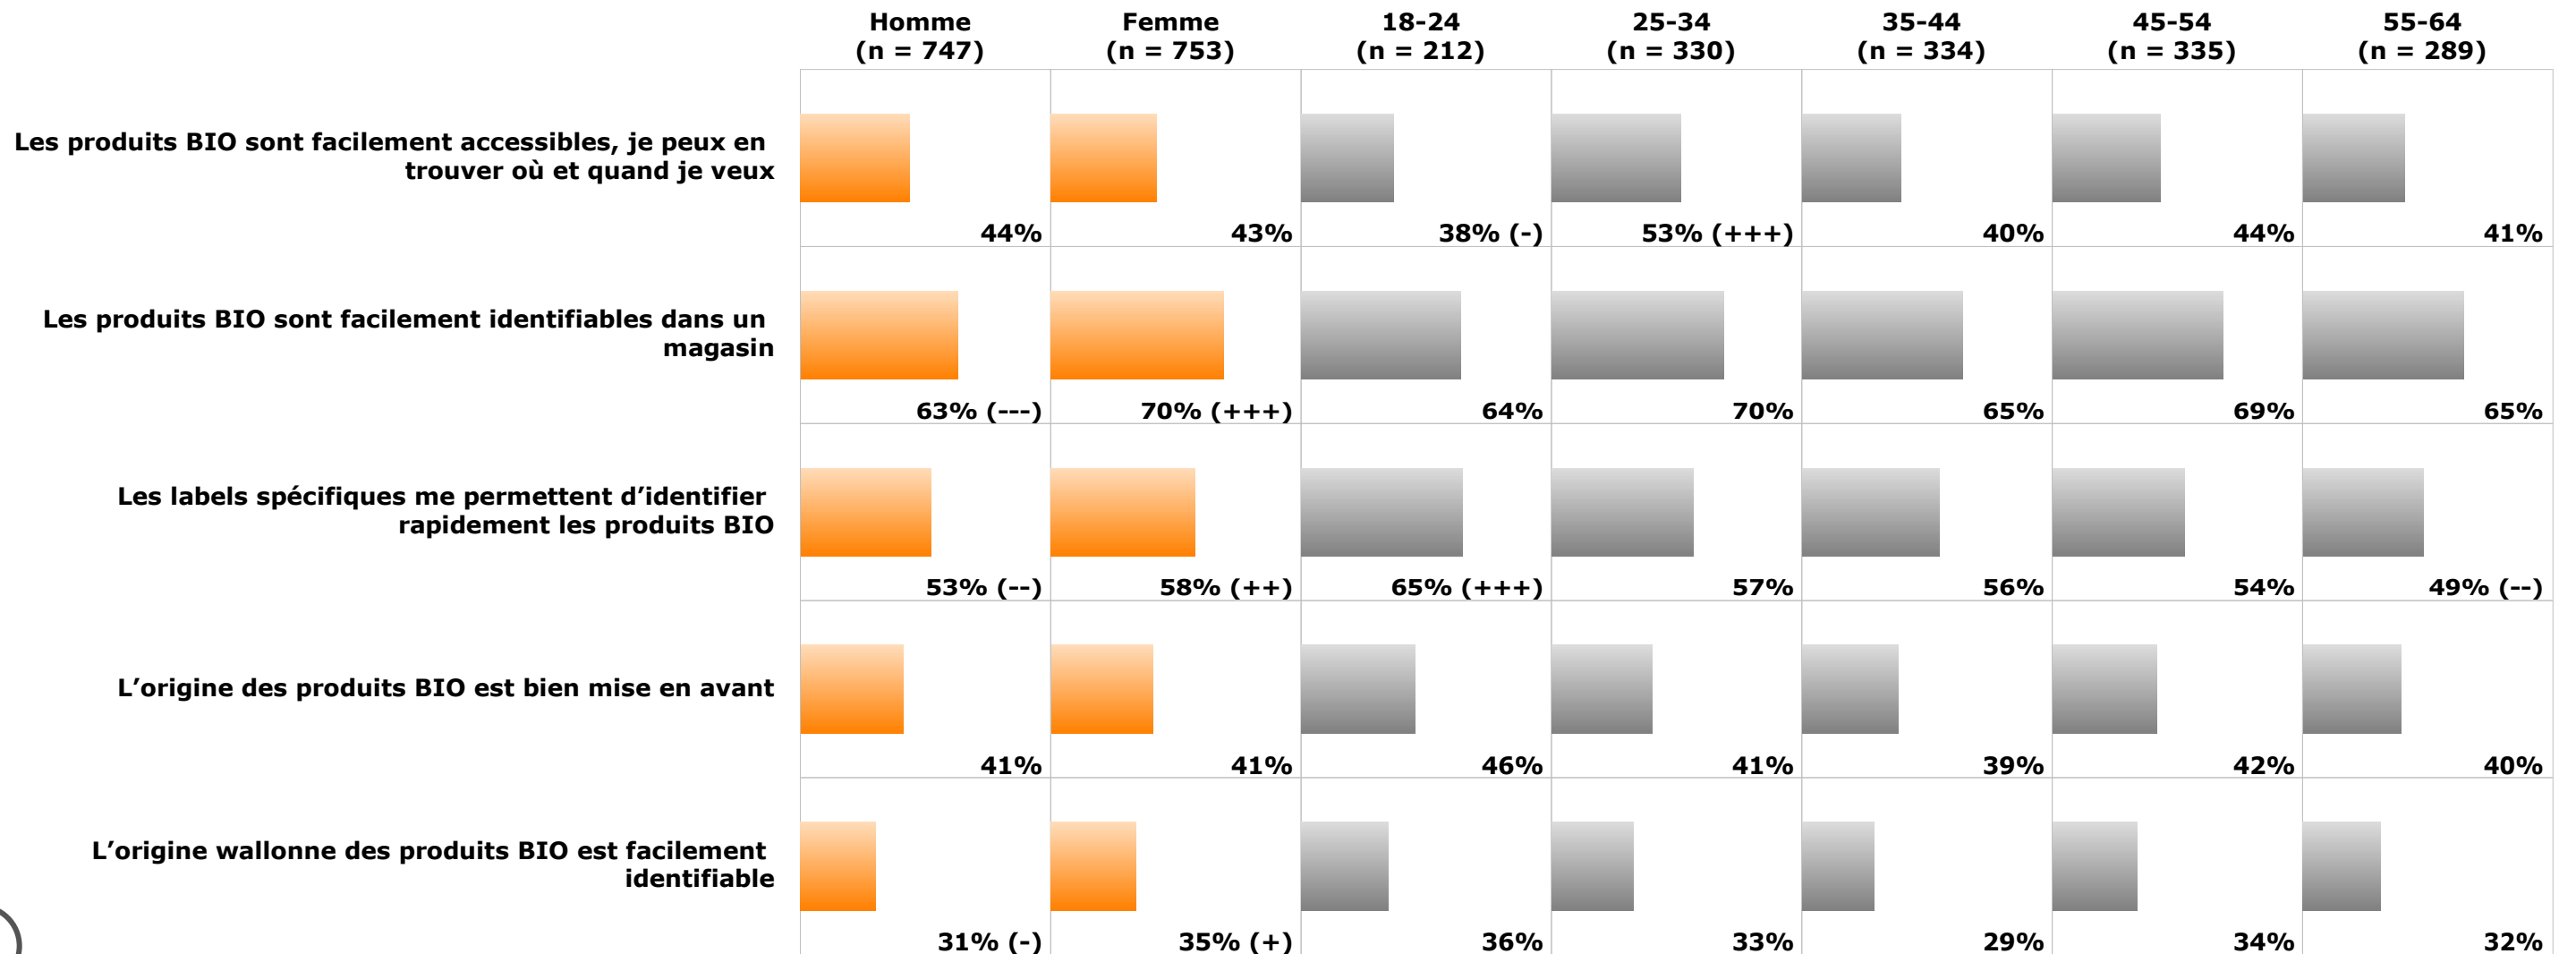 Homme Femme 18-24 25-34 35-44 45-54 55-64
(n = 747) (n = 753) (n = 212) (n = 330) (n = 334) (n = 335) (n = 289)
Les produits BIO sont facilement accessibles, je peux en
trouver où et quand je veux
44% 43% 38% (-) 53% (+++) 40% 44% 41%
Les produits BIO sont facilement identifiables dans un
magasin
63% (---) 70% (+++) 64% 70% 65% 69% 65%
Les labels spécifiques me permettent d’identifier
rapidement les produits BIO
53% (--) 58% (++) 65% (+++) 57% 56% 54% 49% (--)
L’origine des produits BIO est bien mise en avant
41% 41% 46% 41% 39% 42% 40%
L’origine wallonne des produits BIO est facilement
identifiable
31% (-) 35% (+) 36% 33% 29% 34% 32%